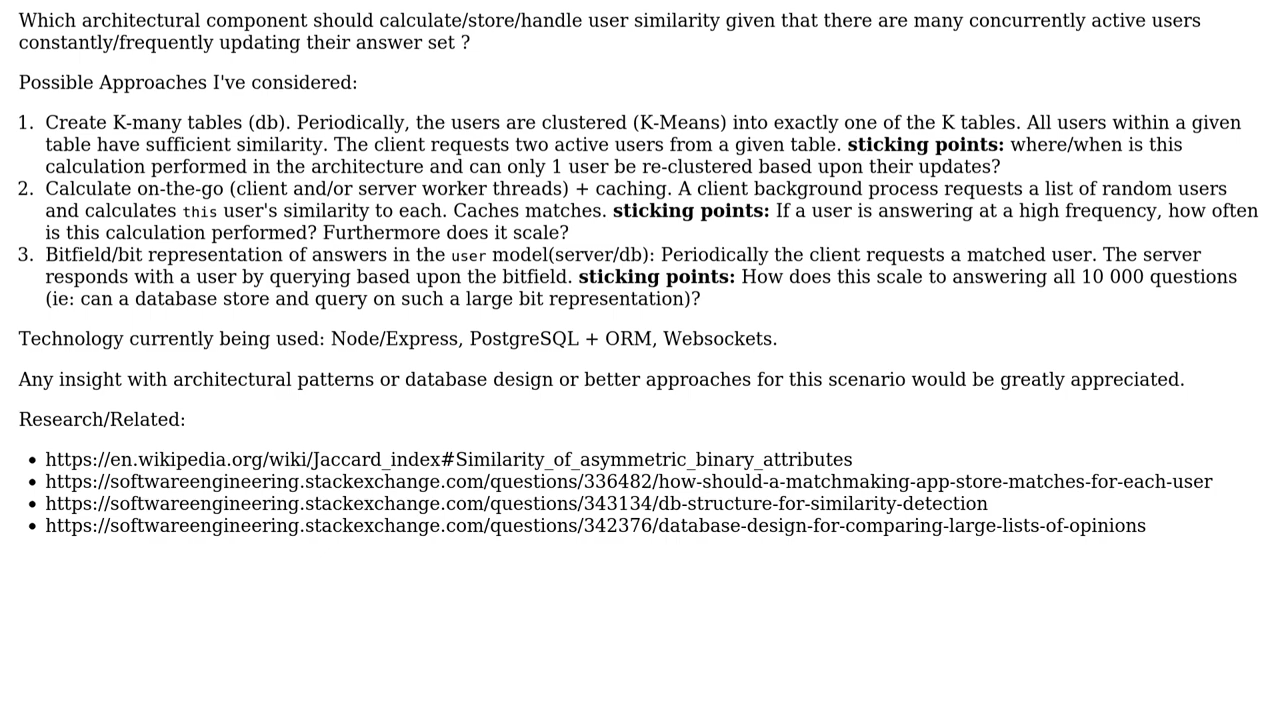 Which architectural component should calculate/store/handle user similarity given that there are many concurrently active users
constantly/frequently updating their answer set ?
Possible Approaches I've considered:
1. Create K-many tables (db). Periodically, the users are clustered (K-Means) into exactly one of the K tables. All users within a given
table have sufficient similarity. The client requests two active users from a given table. sticking points: where/when is this
calculation performed in the architecture and can only 1 user be re-clustered based upon their updates?
2. Calculate on-the-go (client and/or server worker threads) + caching. A client background process requests a list of random users
and calculates this user's similarity to each. Caches matches. sticking points: If a user is answering at a high frequency, how often
is this calculation performed? Furthermore does it scale?
3. Bitfield/bit representation of answers in the user model(server/db): Periodically the client requests a matched user. The server
responds with a user by querying based upon the bitfield. sticking points: How does this scale to answering all 10 000 questions
(ie: can a database store and query on such a large bit representation)?
Technology currently being used: Node/Express, PostgreSQL + ORM, Websockets.
Any insight with architectural patterns or database design or better approaches for this scenario would be greatly appreciated.
Research/Related:
• https://en.wikipedia.org/wiki/Jaccard_index#Similarity_of_asymmetric_binary_attributes
• https://softwareengineering.stackexchange.com/questions/336482/how-should-a-matchmaking-app-store-matches-for-each-user
• https://softwareengineering.stackexchange.com/questions/343134/db-structure-for-similarity-detection
• https://softwareengineering.stackexchange.com/questions/342376/database-design-for-comparing-large-lists-of-opinions